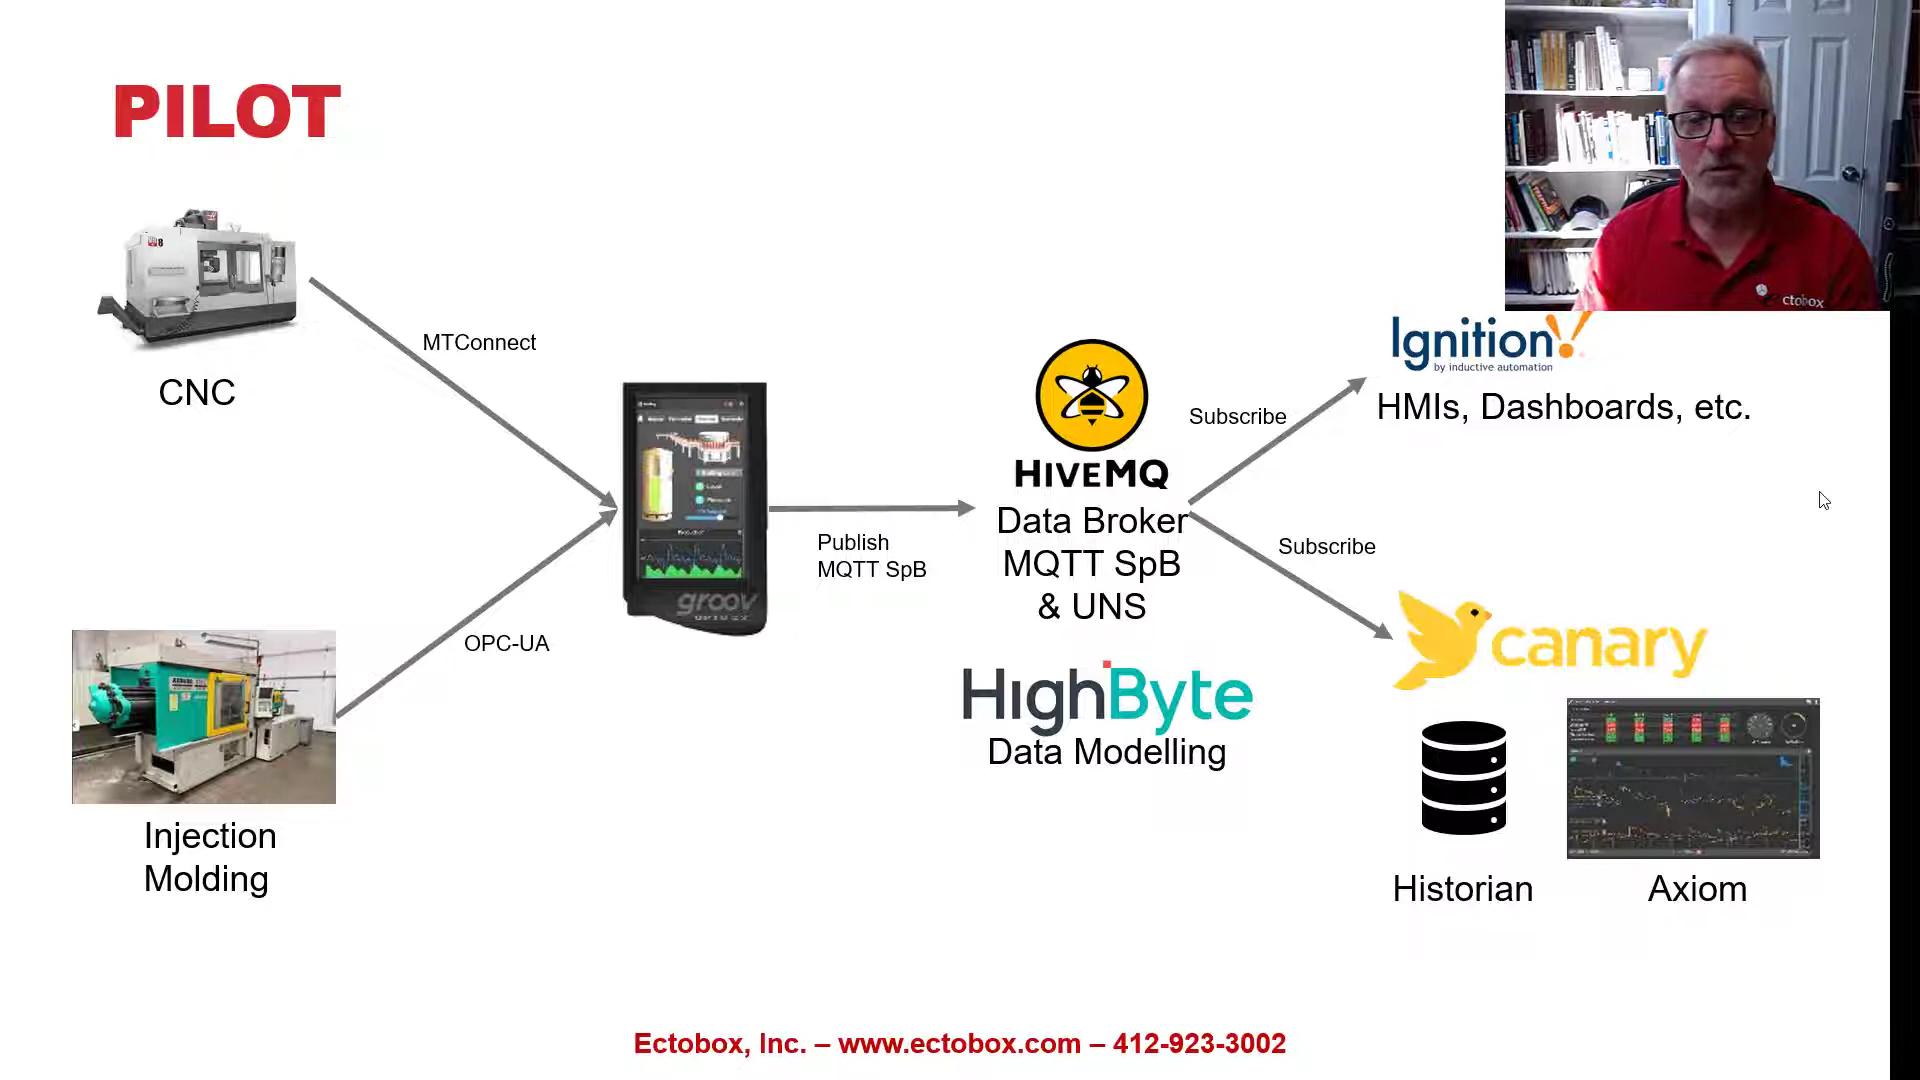 PILOT
ctobox
MTConnect
CNC
Ignition!
by inductive automation
HMIs, Dashboards, etc.
Subscribe
HIVEMQ
Data Broker
MQTT SpB
& UNS
Publish
MQTT SpB
groov
Subscribe
OPC-UA
canary
HighByte
Data Modelling
Injection
Molding
Historian
Axiom
Ectobox, Inc. – www.ectobox.com – 412-923-3002